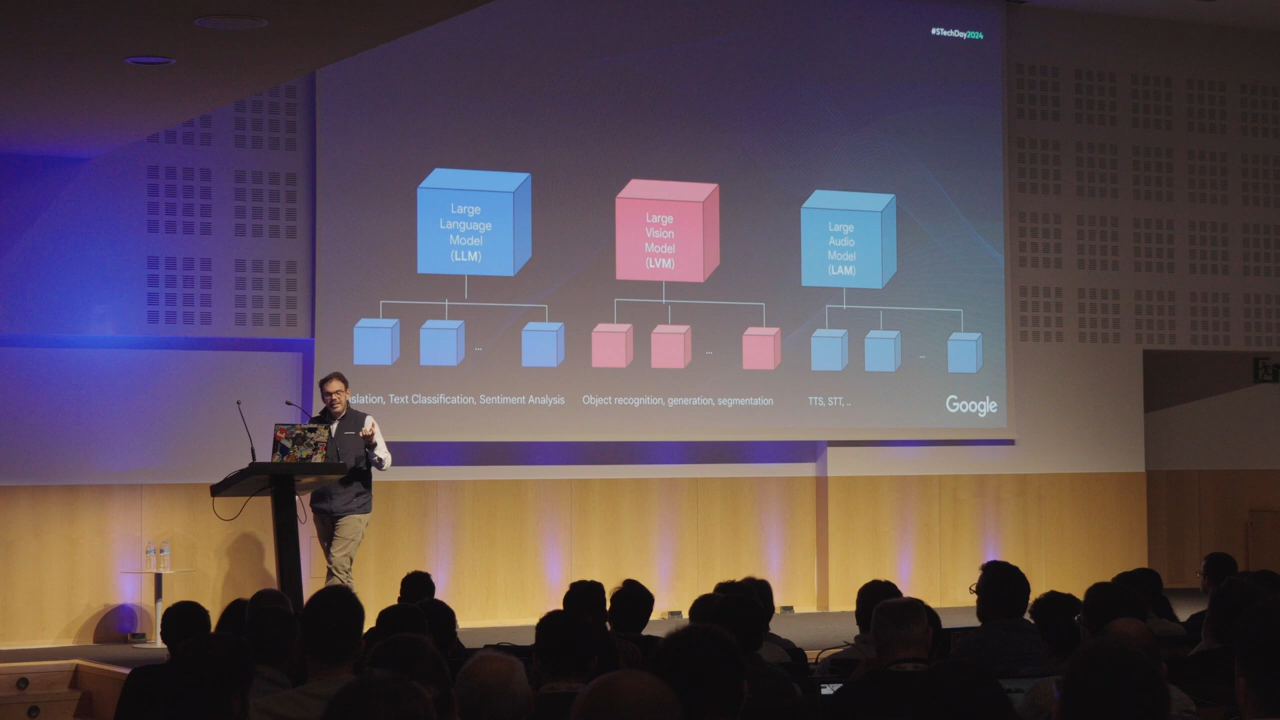 #STechDay2024
Large
Language
Model
(LLM)
Large
Vision
Model
(LVM)
Large
Audio
Model
(LAM)
...
...
...
Text Classification, Sentiment Analysis
Object recognition, generation, segmentation
TTS, STT, ..
Google